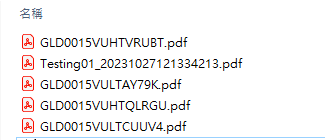 名稱
GLD0015VUHTVRUBT.pdf
Testing01_20231027121334213.pdf
GLD0015VULTAY79K.pdf
GLD0015VUHTQLRGU.pdf
GLD0015VULTCUUV4.pdf